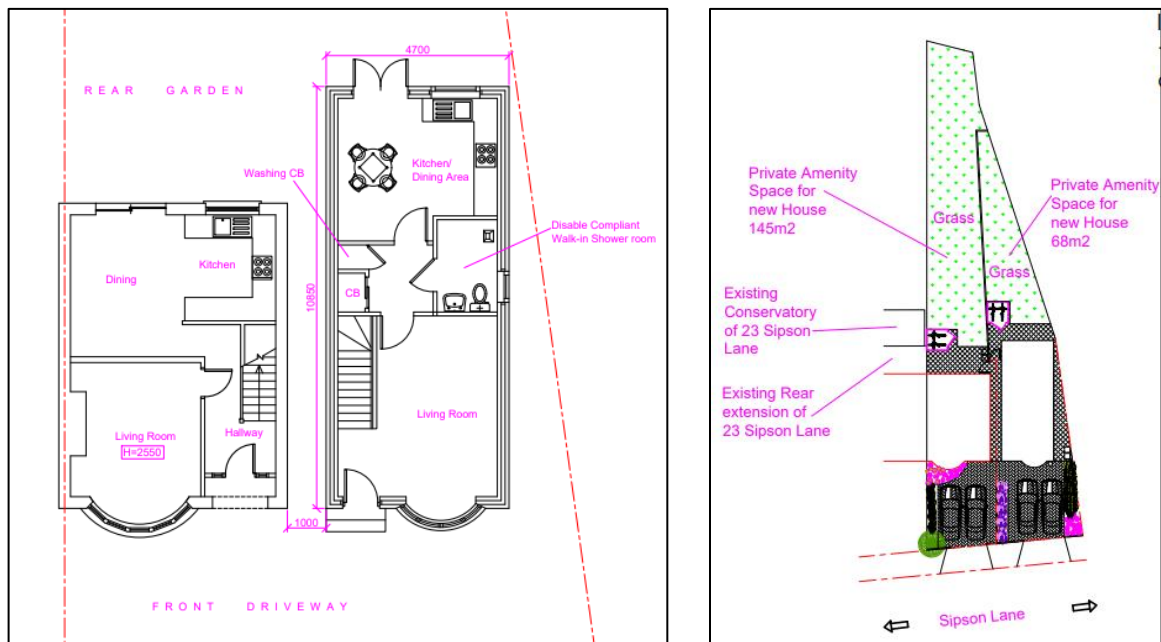 4700
REAR GARDEN
Washing CB
Kitchen/
Dining Area
Disable Compliant
Walk-in Shower room
Dining
Kitchen
CB
10850
Living Room
H=2550
Hallway
Living Room
1000
FRONT DRIVEWAY
Private Amenity
Space for
new House
145m2
Private Amenity
Space for
new House
68m2
Grass
Grass
Existing
Conservatory
of 23 Sipson
Lane
Existing Rear
extension of
23 Sipson Lane
Sipson Lane